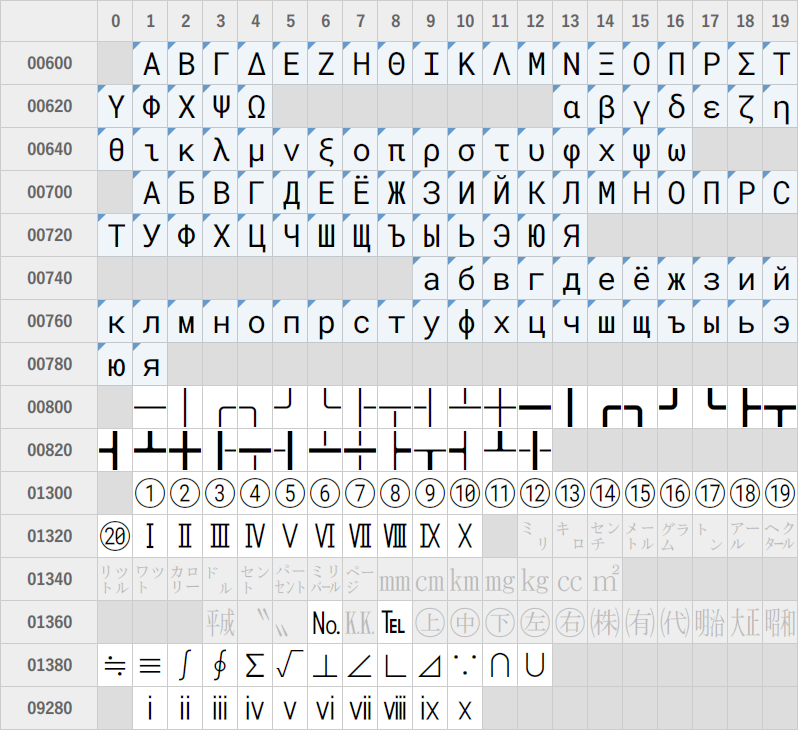 0 1 2 3 4 5 6 7 8 9 10 11 12 13 14 15 16 17 18 19
00600 Α Β Γ Δ Ε Ζ Η Θ Ι Κ Λ Μ Ν Ξ Ο Π Ρ Σ Τ
00620 Υ Φ Χ Ψ Ω α β γ δ ε ζ η
00640 θ ι κ λ μ ν ξ ο π ρ σ τ υ φ χ ψ ω
00700 А Б В Г Д Е Ё Ж З И Й К Л М Н О П Р С
00720 Т У Ф Х Ц Ч Ш Щ Ъ Ы Ь Э Ю Я
00740 а б в г д е ё ж з и й
00760 к л м н о п р с т у ф х ц ч ш щ ъ ы ь э
00780 ю я
00800 ─ │ ┌ ┐ ┘ └ ├ ┬ ┤ ┴ ┼ ━ ┃ ┏ ┓ ┛ ┗ ┣ ┳
00820 ┫ ┻ ╋ ┠ ┯ ┨ ┷ ┿ ┝ ┰ ┥ ┸ ╂
01300 ① ② ③ ④ ⑤ ⑥ ⑦ ⑧ ⑨ ⑩ ⑪ ⑫ ⑬ ⑭ ⑮ ⑯ ⑰ ⑱ ⑲
01320 ⑳ Ⅰ Ⅱ Ⅲ Ⅳ Ⅴ Ⅵ Ⅶ Ⅷ Ⅸ Ⅹ ㍉ ㌔ ㌢ ㍍ ㌘ ㌧ ㌃ ㌶
01340 ㍑ ㍗ ㌍ ㌦ ㌣ ㌫ ㍊ ㌻ ㎜ ㎝ ㎞ ㎎ ㎏ ㏄ ㎡
01360 ㍻ 〝 〟 № ㏍ ℡ ㊤ ㊥ ㊦ ㊧ ㊨ ㈱ ㈲ ㈹ ㍾ ㍽ ㍼
01380 ≒ ≡ ∫ ∮ Σ √ ⊥ ∠ ∟ ⊿ ∵ ∩ ∪
09280 ⅰ ⅱ ⅲ ⅳ ⅴ ⅵ ⅶ ⅷ ⅸ ⅹ